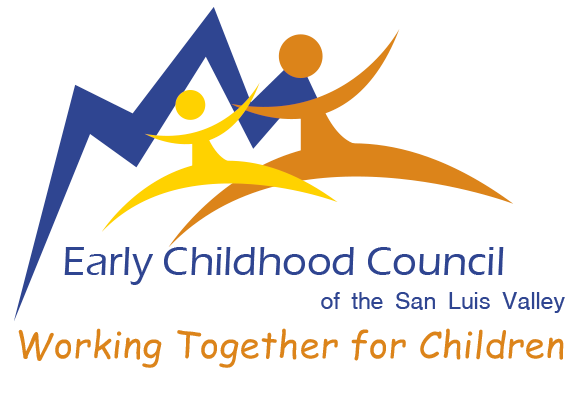 Early Childhood Council
of the San Luis Valley
Working Together for Children